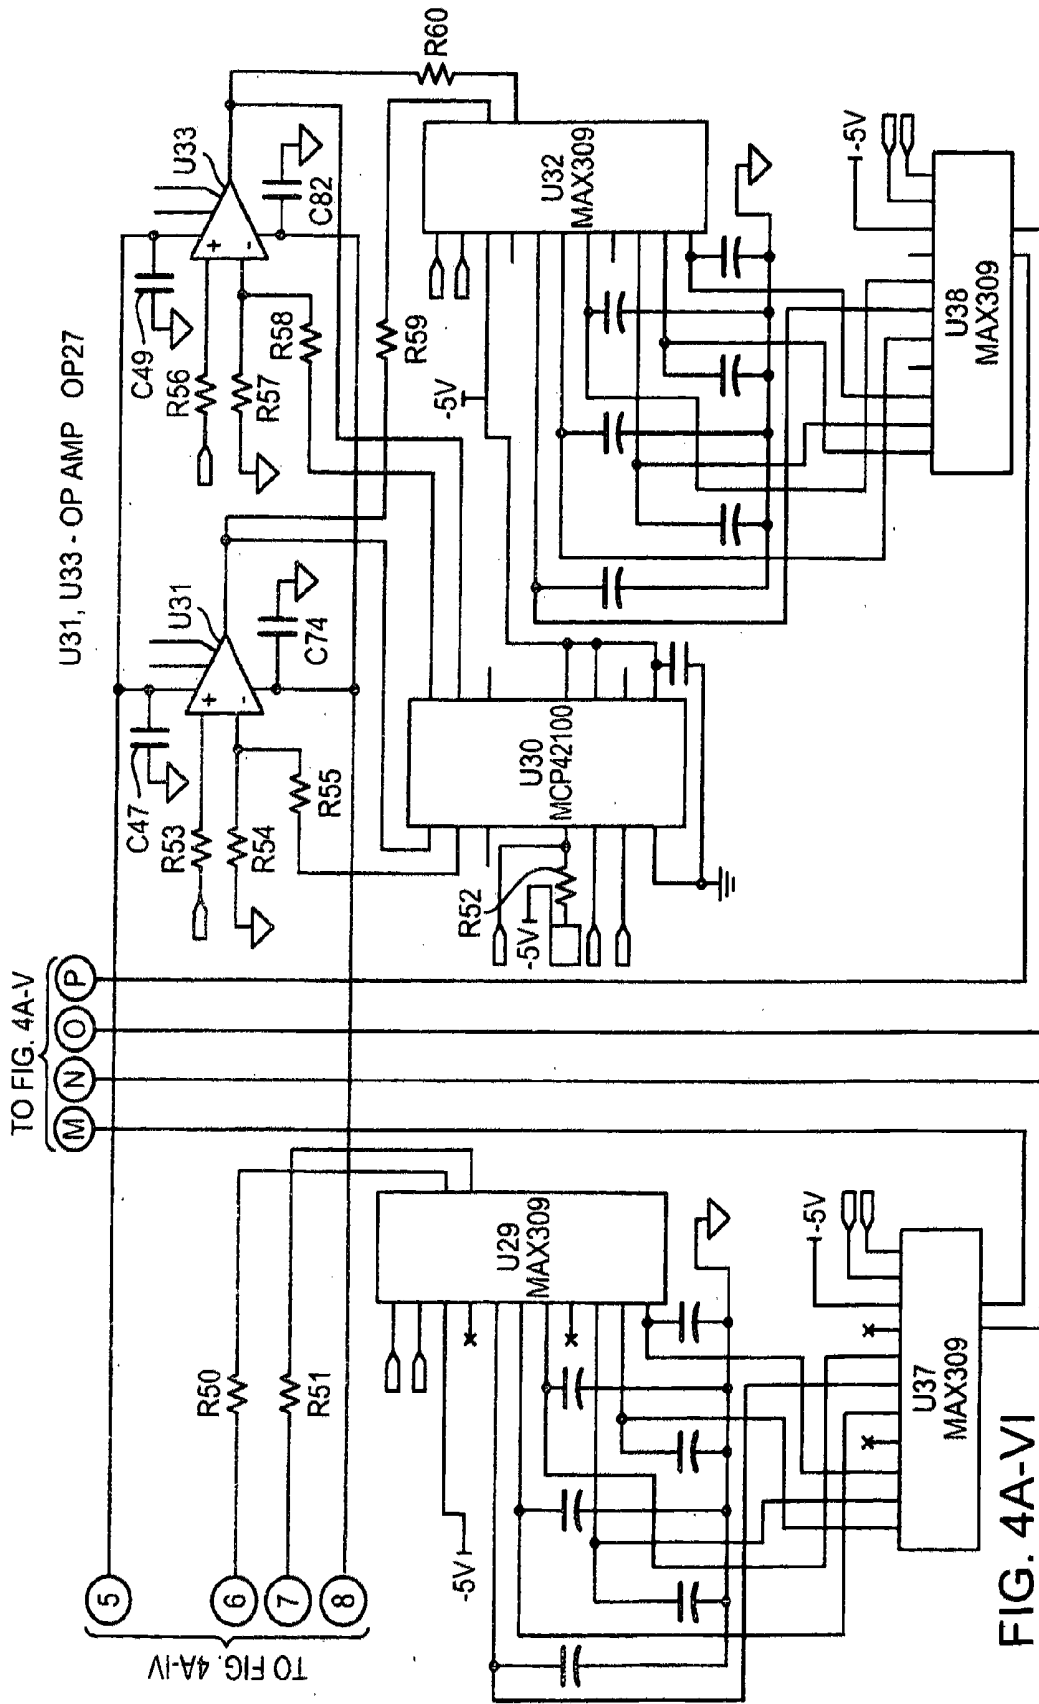 U31, U33 - OP AMP OP27
TO FIG. 4A-IV
5
6
7
8
R50
R51
-5V
U29
MAX309
U37
MAX309
-5V
TO FIG. 4A-V
M
N
O
P
C47
R53
R54
R55
U31
C74
C49
R56
R57
R58
U33
C82
R59
R60
R52
-5V
U30
MCP42100
-5V
U32
MAX309
U38
MAX309
-5V
+
-
+
-
FIG. 4A-VI